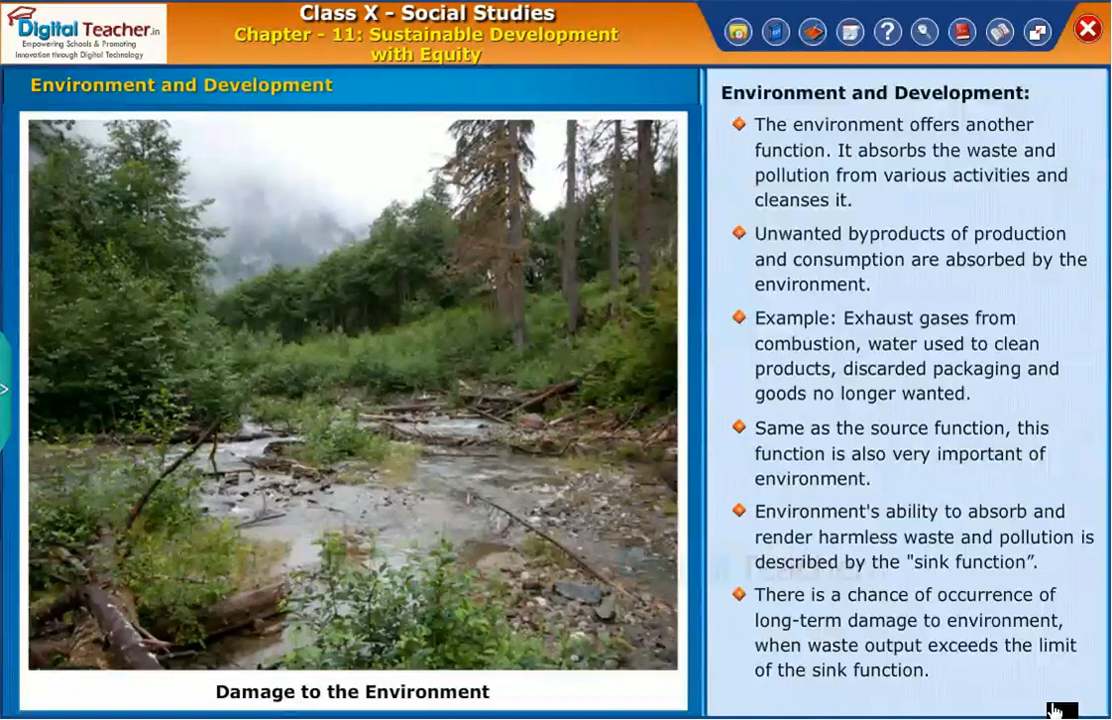 Digital Teacher.in
Empowering Schools & Promoting
Innovation through Digital Technology
Class X - Social Studies
Chapter - 11: Sustainable Development
with Equity
Environment and Development
Damage to the Environment
Environment and Development:
The environment offers another
function. It absorbs the waste and
pollution from various activities and
cleanses it.
Unwanted byproducts of production
and consumption are absorbed by the
environment.
Example: Exhaust gases from
combustion, water used to clean
products, discarded packaging and
goods no longer wanted.
Same as the source function, this
function is also very important of
environment.
Environment's ability to absorb and
render harmless waste and pollution is
described by the "sink function”.
There is a chance of occurrence of
long-term damage to environment,
when waste output exceeds the limit
of the sink function.